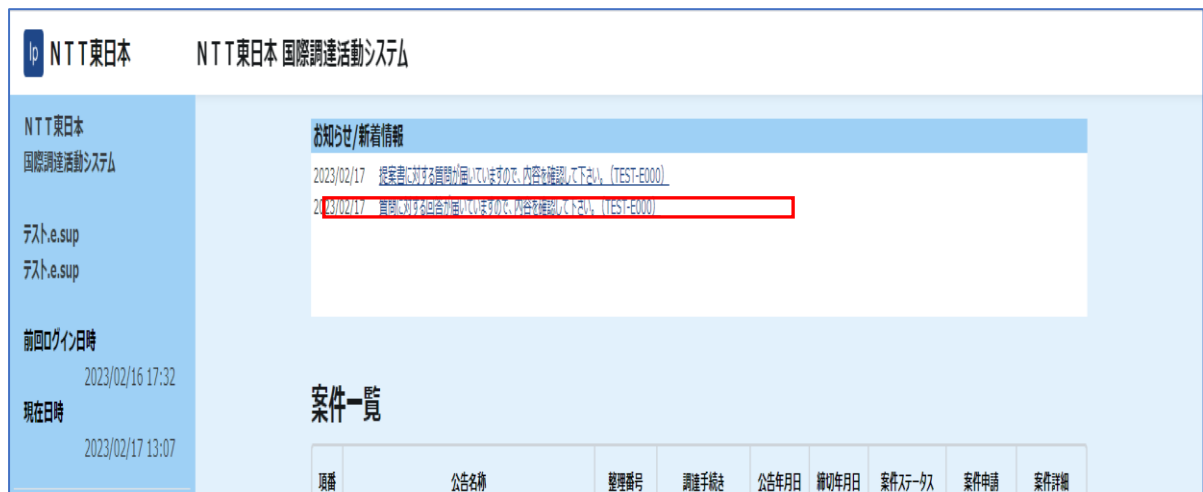 Ip NTT東日本
NTT東日本 国際調達活動システム
NTT東日本
国際調達活動システム
テスト.e.sup
テスト.e.sup
前回ログイン日時
2023/02/16 17:32
現在日時
2023/02/17 13:07
お知らせ/新着情報
2023/02/17 提案書に対する質問が届いていますので、内容を確認して下さい。(TEST-E000)
2023/02/17 質問に対する回答が届いていますので、内容を確認して下さい。(TEST-E000)
案件一覧
項番 公告名称 整理番号 調達手続き 公告年月日 締切年月日 案件ステータス 案件申請 案件詳細